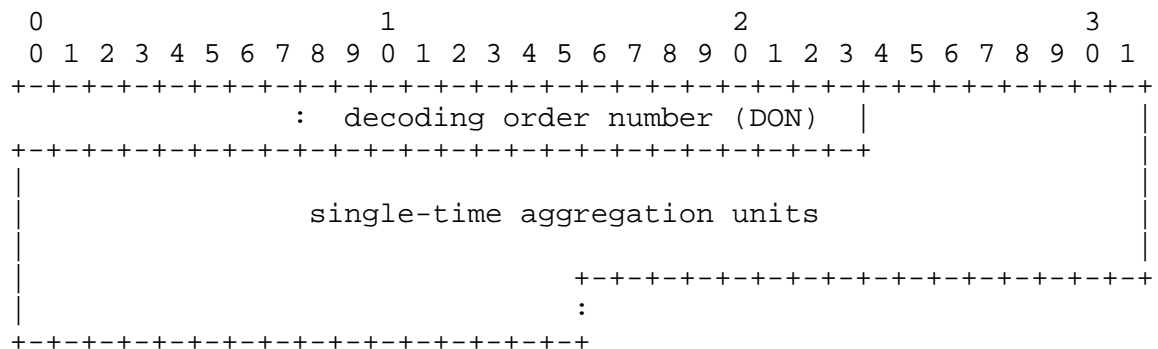 0                   1                   2                   3
 0 1 2 3 4 5 6 7 8 9 0 1 2 3 4 5 6 7 8 9 0 1 2 3 4 5 6 7 8 9 0 1
+-+-+-+-+-+-+-+-+-+-+-+-+-+-+-+-+-+-+-+-+-+-+-+-+-+-+-+-+-+-+-+-+
                :  decoding order number (DON)  |               |
+-+-+-+-+-+-+-+-+-+-+-+-+-+-+-+-+-+-+-+-+-+-+-+-+               |
|                                                               |
|                single-time aggregation units                  |
|                                                               |
|                               +-+-+-+-+-+-+-+-+-+-+-+-+-+-+-+-+
|                               :
+-+-+-+-+-+-+-+-+-+-+-+-+-+-+-+-+